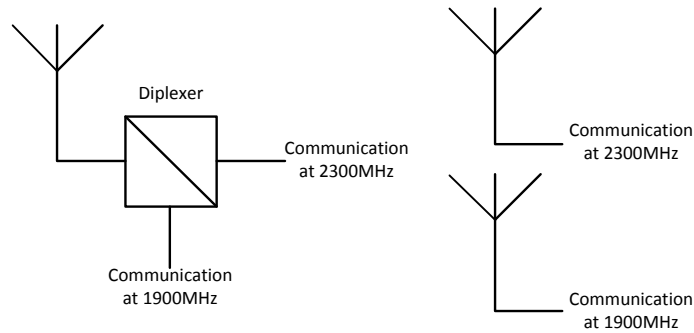 Diplexer
Communication
at 2300MHz
Communication
at 1900MHz
Communication
at 2300MHz
Communication
at 1900MHz